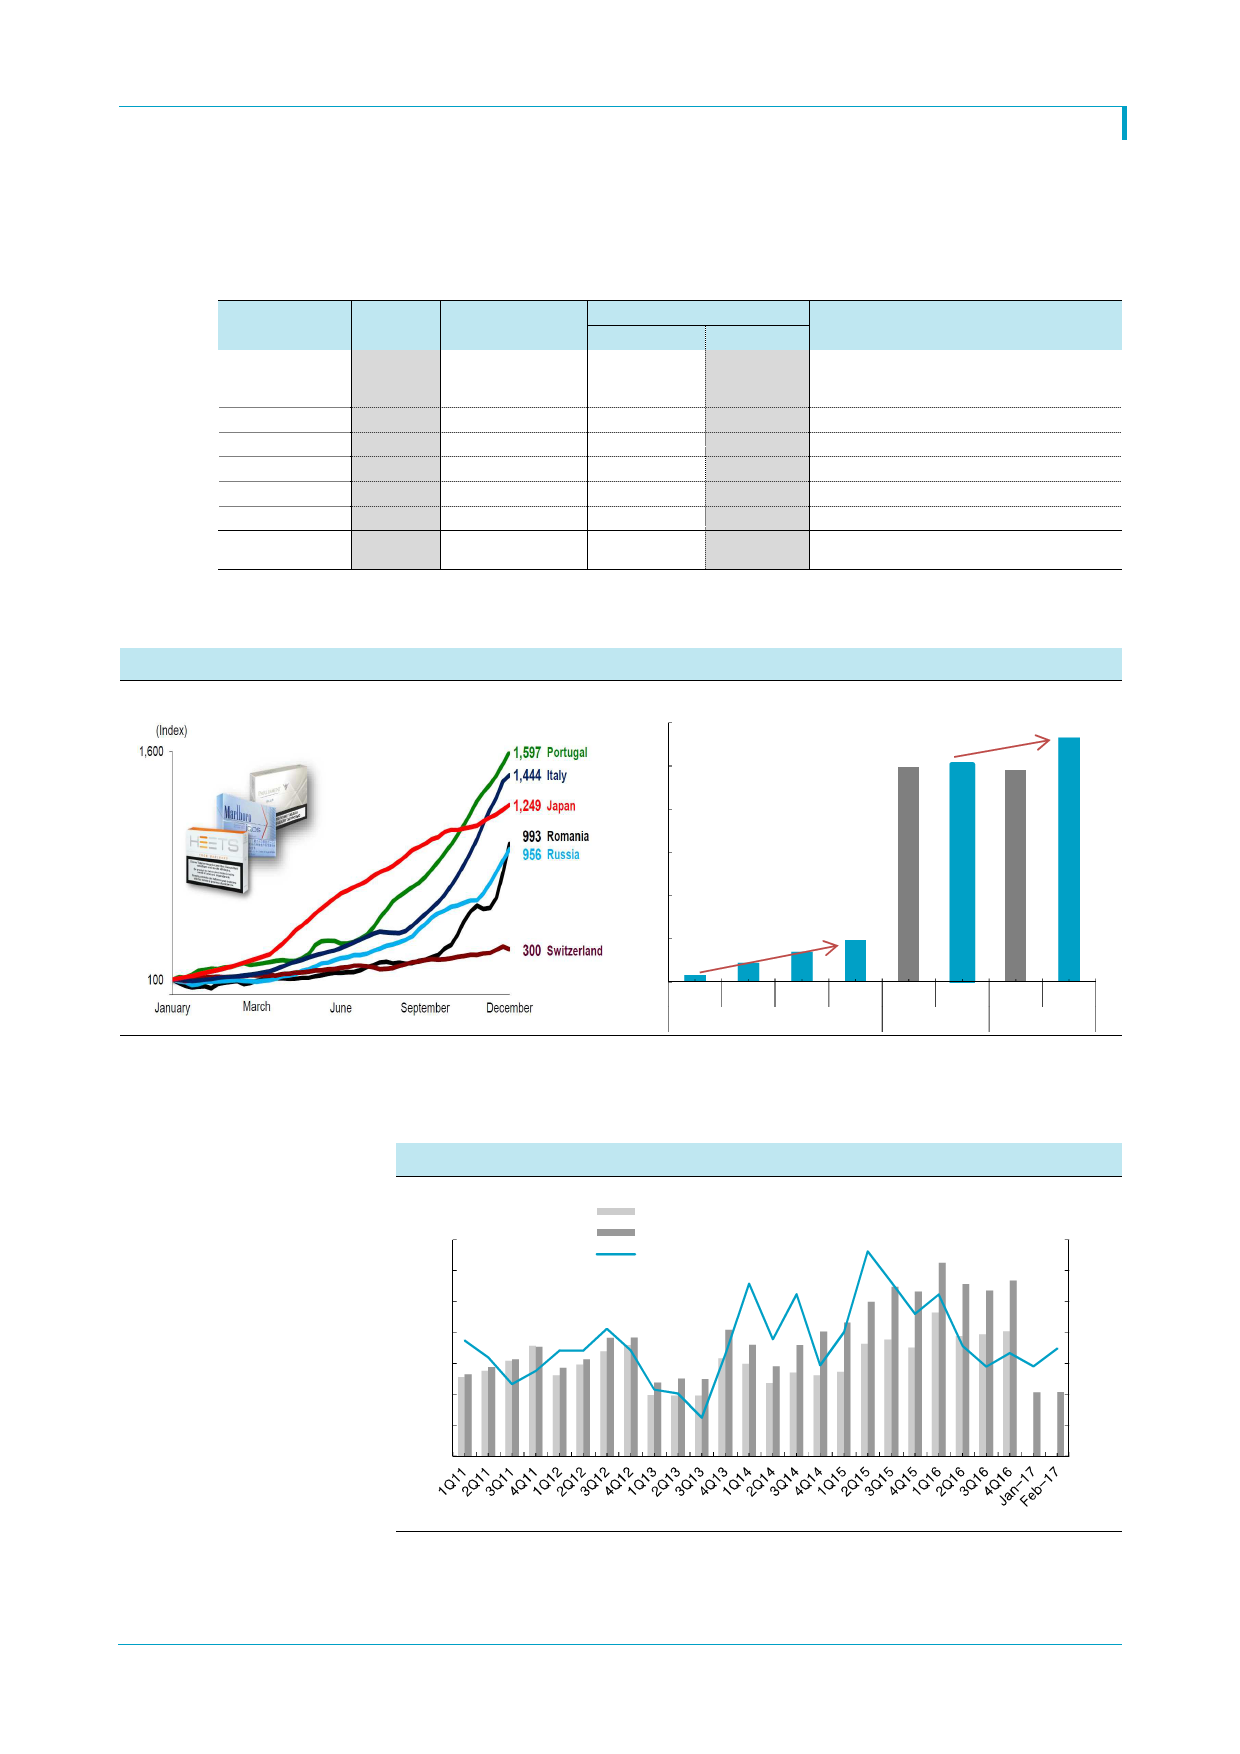 (Index)
1,600
1,597 Portugal
1,444 Italy
1,249 Japan
993 Romania
956 Russia
300 Switzerland
100
January March June September December
Marlboro
HEETS
1Q11 2Q11 3Q11 4Q11 1Q12 2Q12 3Q12 4Q12 1Q13 2Q13 3Q13 4Q13 1Q14 2Q14 3Q14 4Q14 1Q15 2Q15 3Q15 4Q15 1Q16 2Q16 3Q16 4Q16 Jan-17 Feb-17